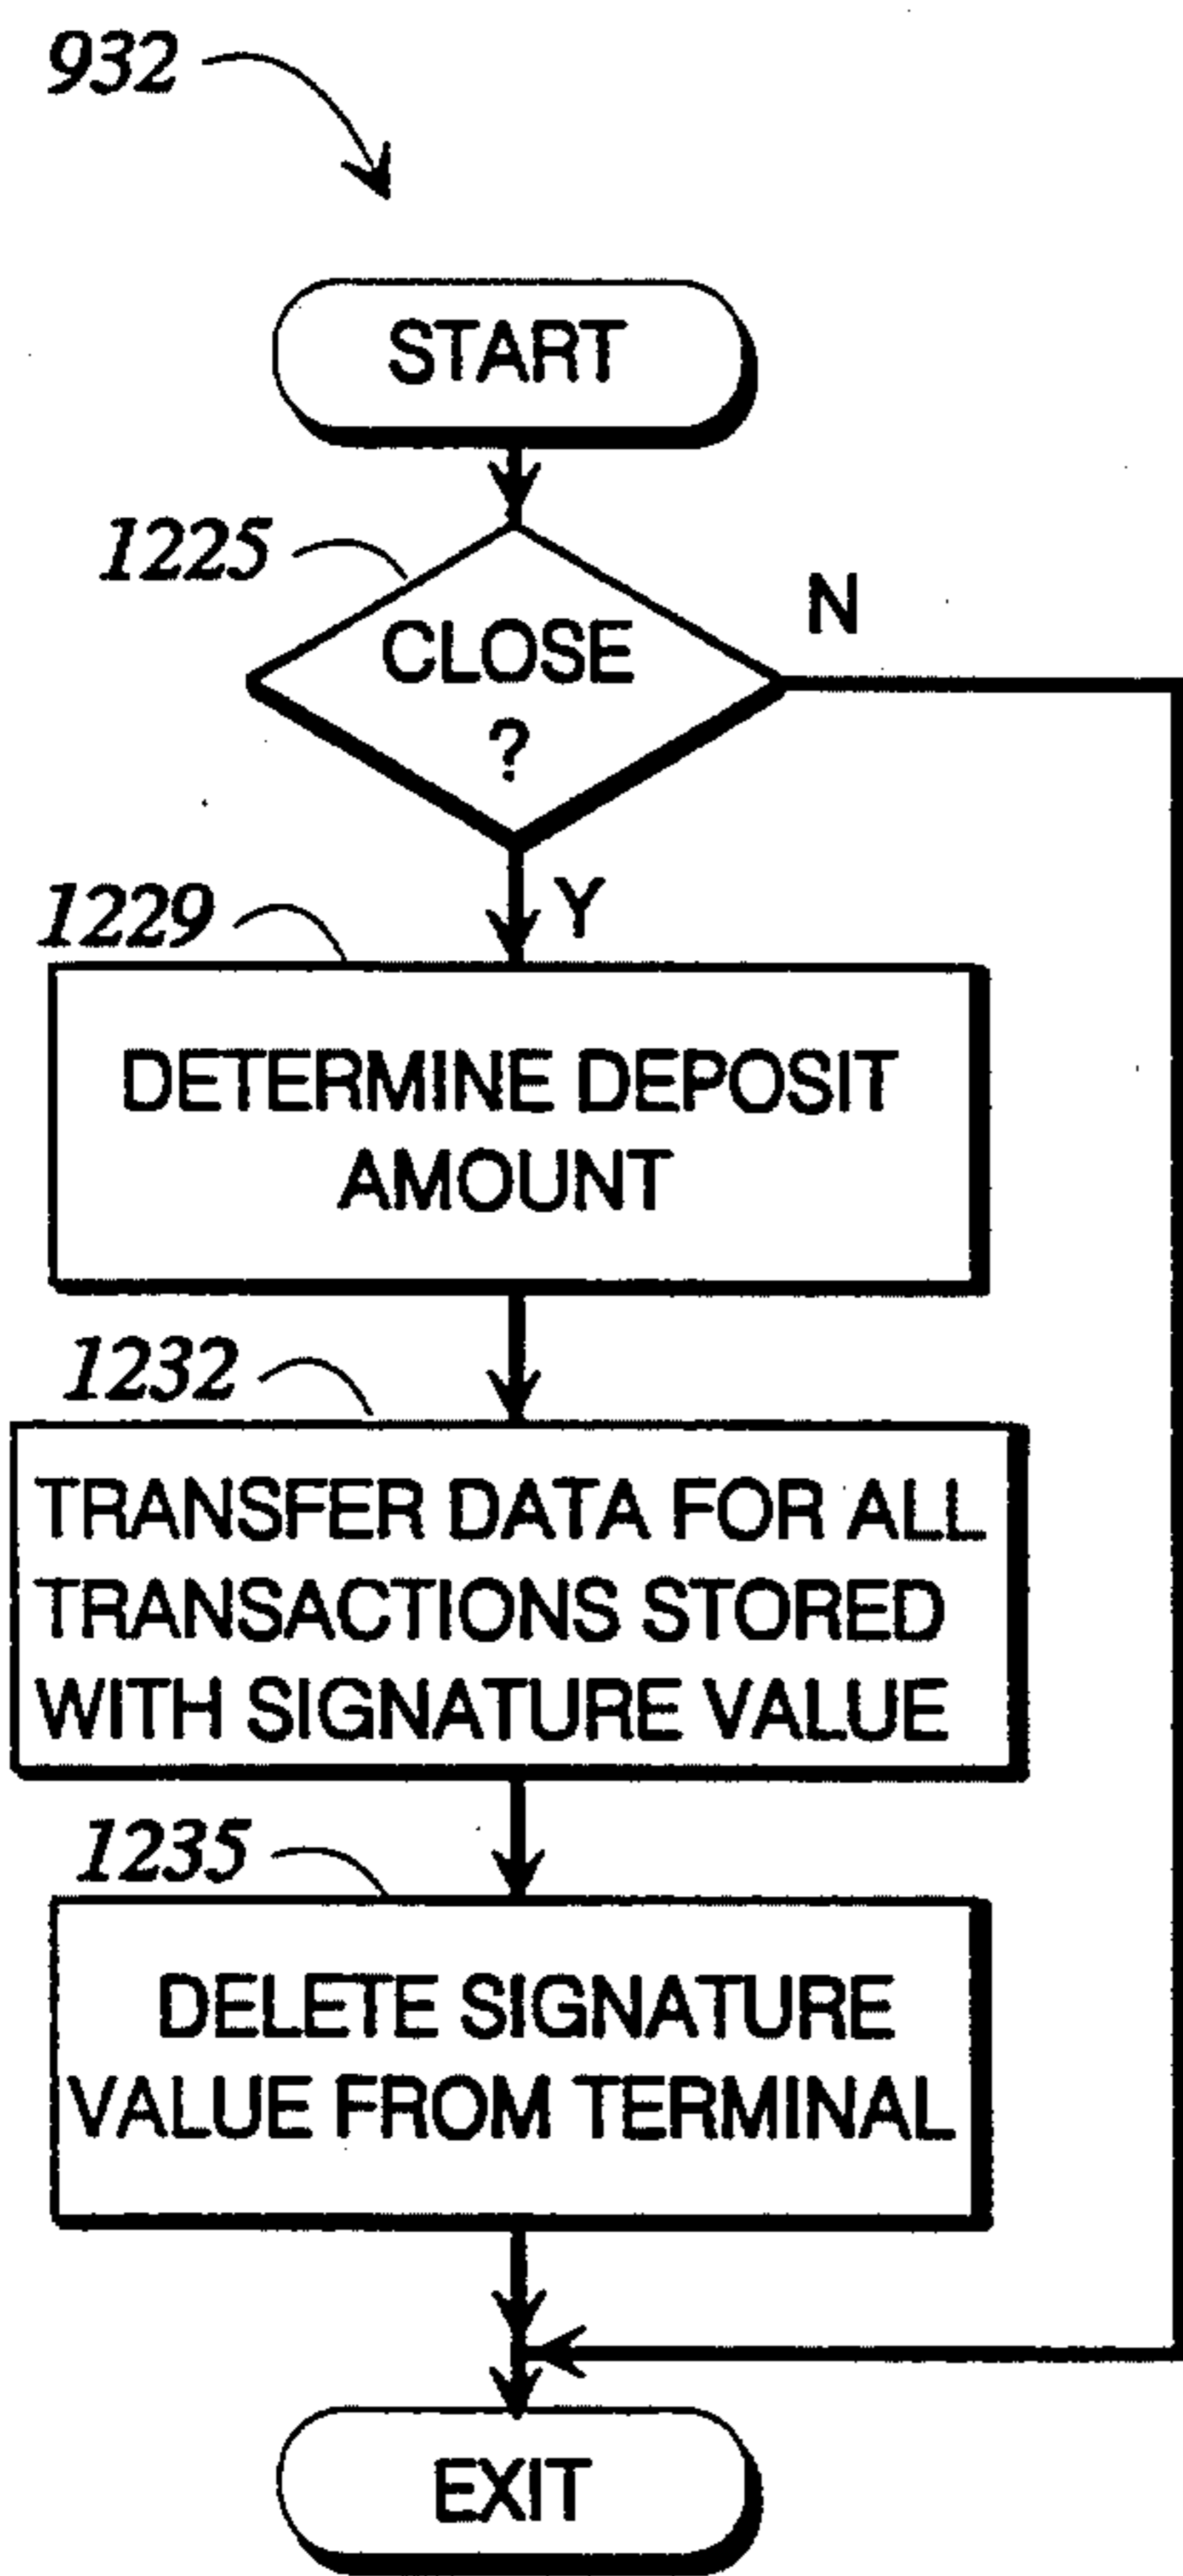 932
START
1225
CLOSE
?
N
Y
1229
DETERMINE DEPOSIT
AMOUNT
1232
TRANSFER DATA FOR ALL
TRANSACTIONS STORED
WITH SIGNATURE VALUE
1235
DELETE SIGNATURE
VALUE FROM TERMINAL
EXIT